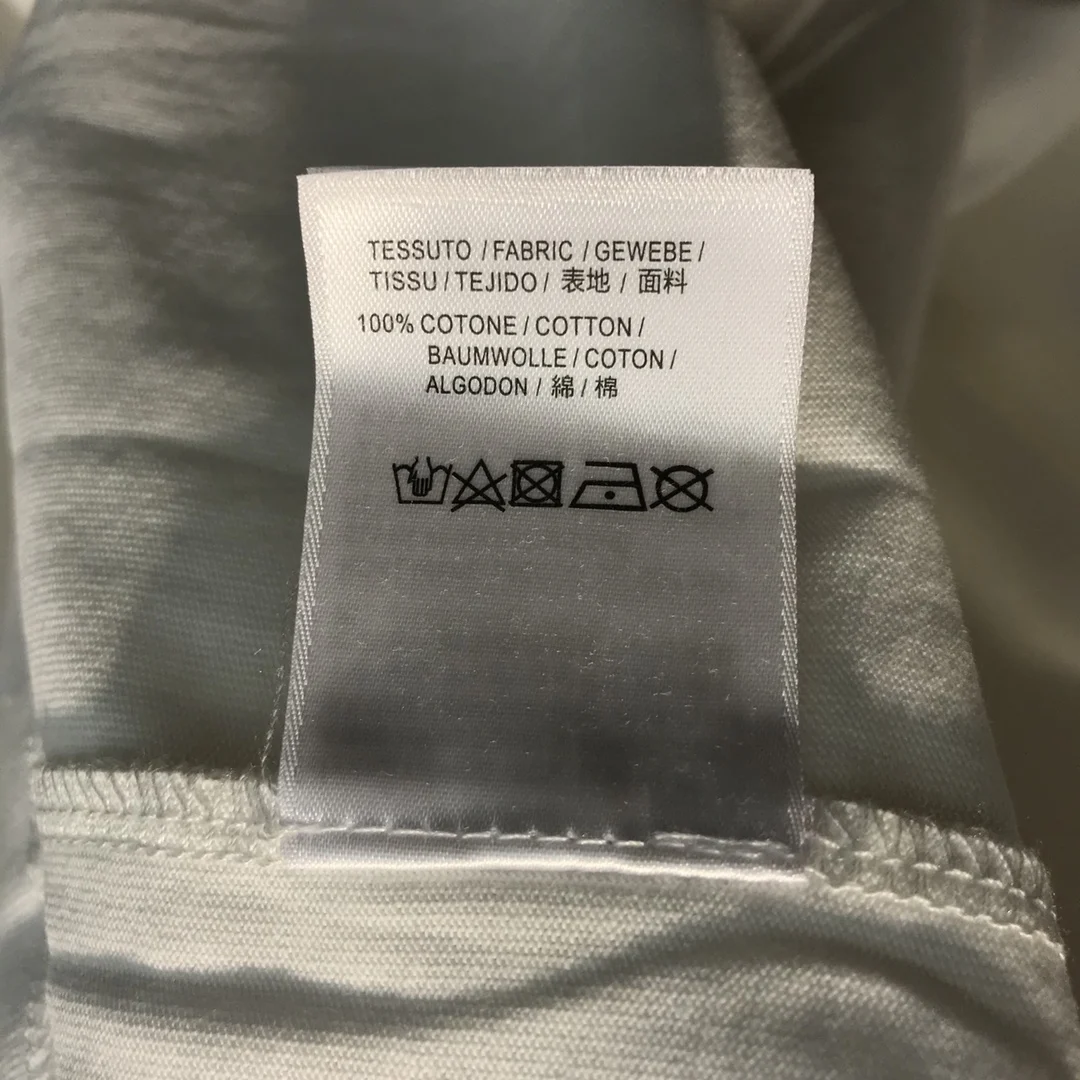 TESSUTO / FABRIC / GEWEBE /
TISSU / TEJIDO / 表地 / 面料
100% COTONE / COTTON /
BAUMWOLLE / COTON /
ALGODON / 綿 / 棉